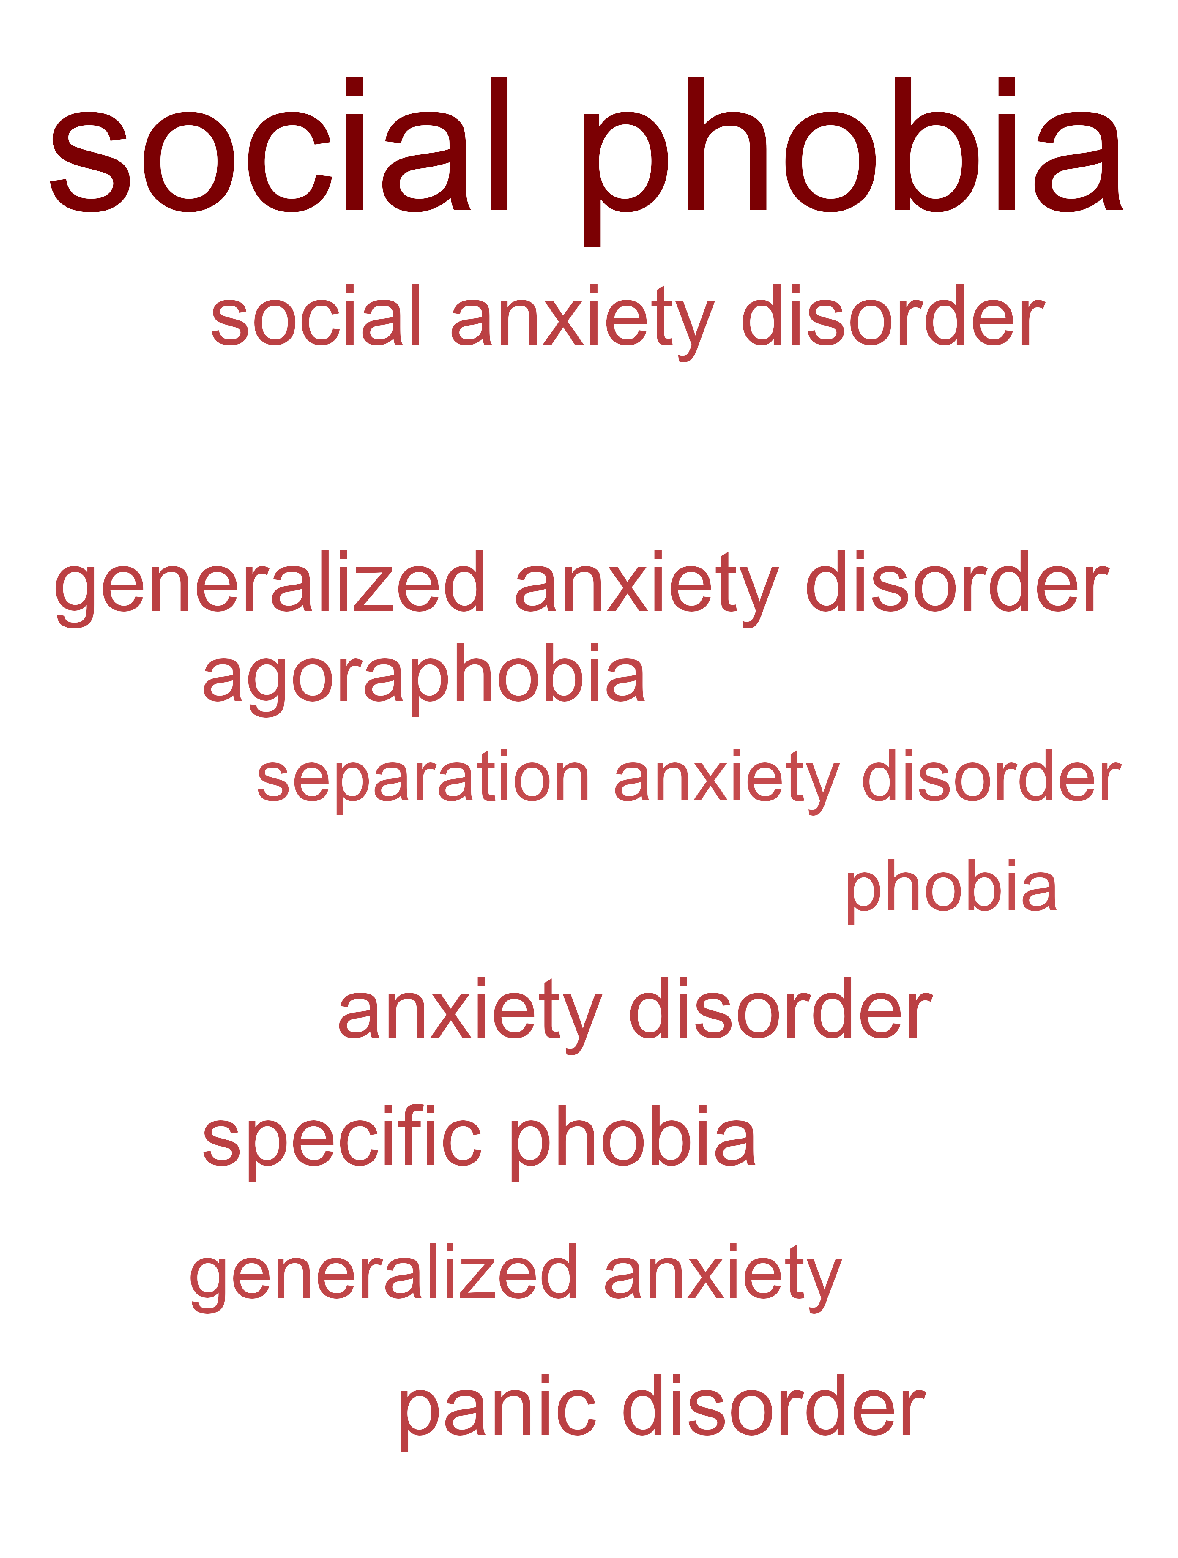 social phobia
social anxiety disorder
generalized anxiety disorder
agoraphobia
separation anxiety disorder
phobia
anxiety disorder
specific phobia
generalized anxiety
panic disorder